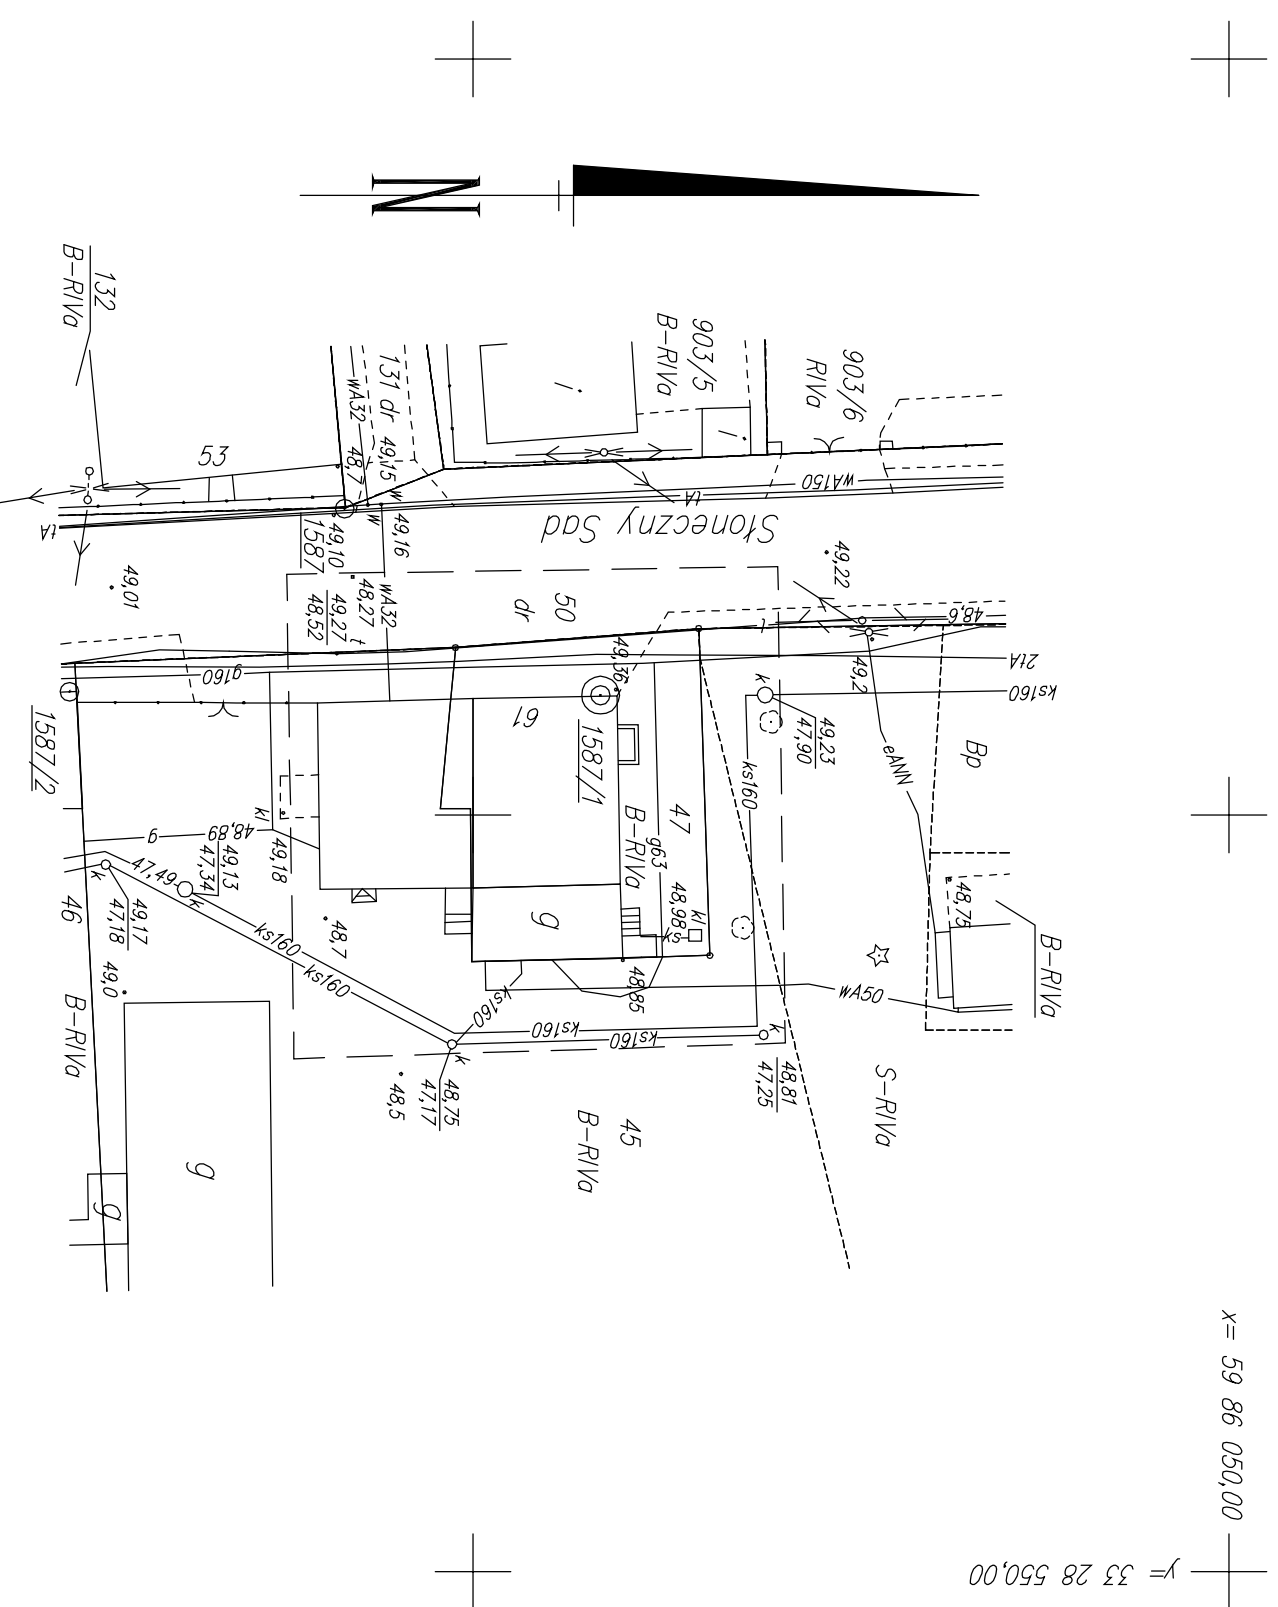 N
132
B-RIVa
903/5
B-RIVa
903/6
RIVa
131 dr
wA32
48,7
49,15
w
w
49,16
i
i
53
tA
tA
wA150
Słoneczny Sad
49,10
1587
49,27
48,52
48,27
t
wA32
50
dr
49,01
49,22
48,6
t
49,2
2tA
ks160
k
49,23
47,90
49,36
g160
61
1587/1
1587/2
47
B-RIVa
g63
ks160
eANN
Bp
kl
49,18
48,89
g
49,13
47,34
47,49
k
k
49,17
47,18
46
B-RIVa
49,0
ks160
ks160
48,7
g
48,98
kl
ks
48,85
ks160
wA50
48,75
B-RIVa
ks160
ks160
k
48,81
47,25
k
48,75
47,17
48,5
45
B-RIVa
S-RIVa
g
g
x= 59 86 050,00
y= 33 28 550,00